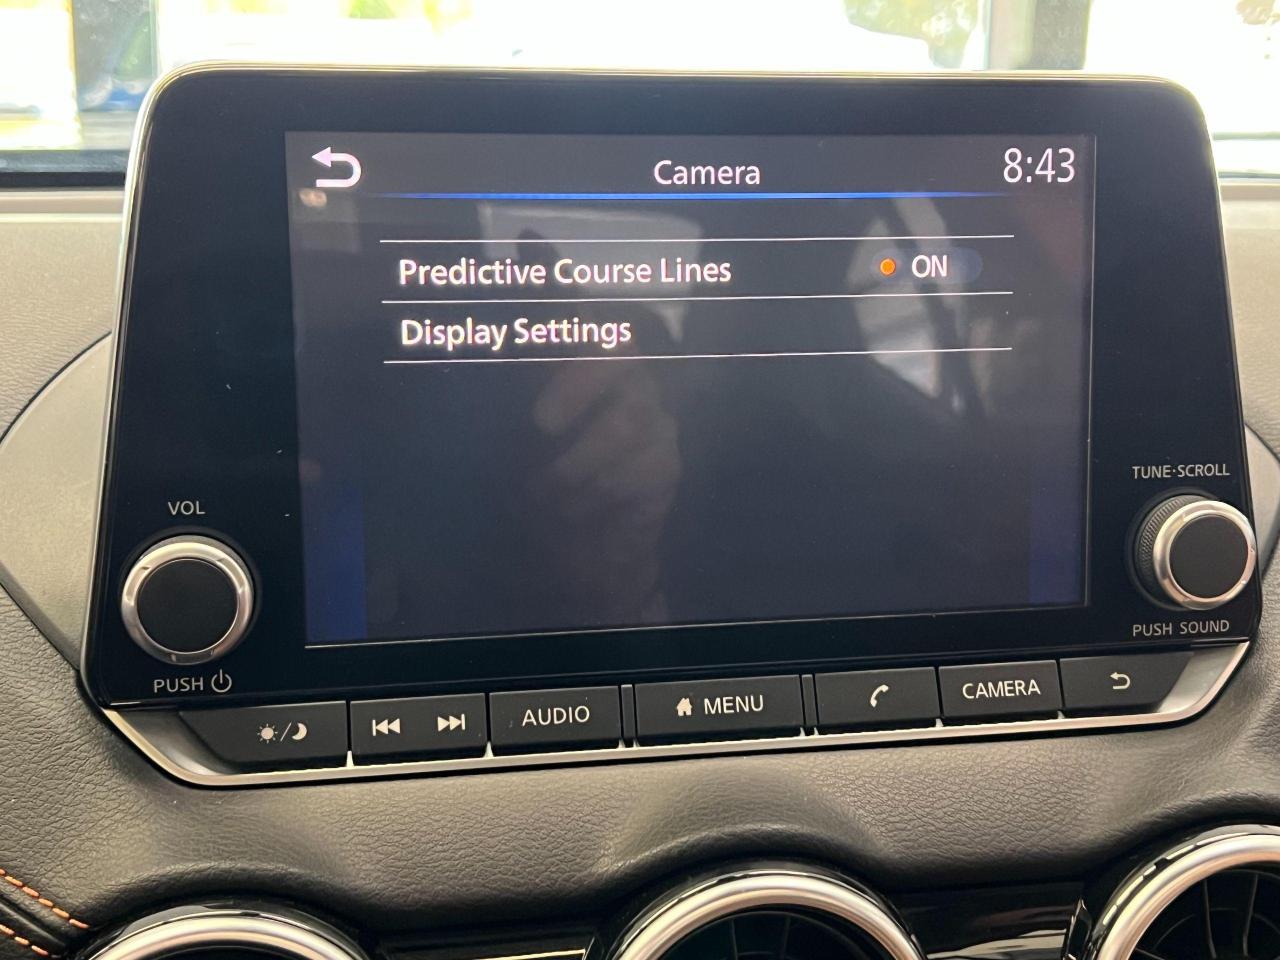 Camera
8:43
Predictive Course Lines
ON
Display Settings
VOL
PUSH
TUNE·SCROLL
PUSH SOUND
AUDIO
MENU
CAMERA